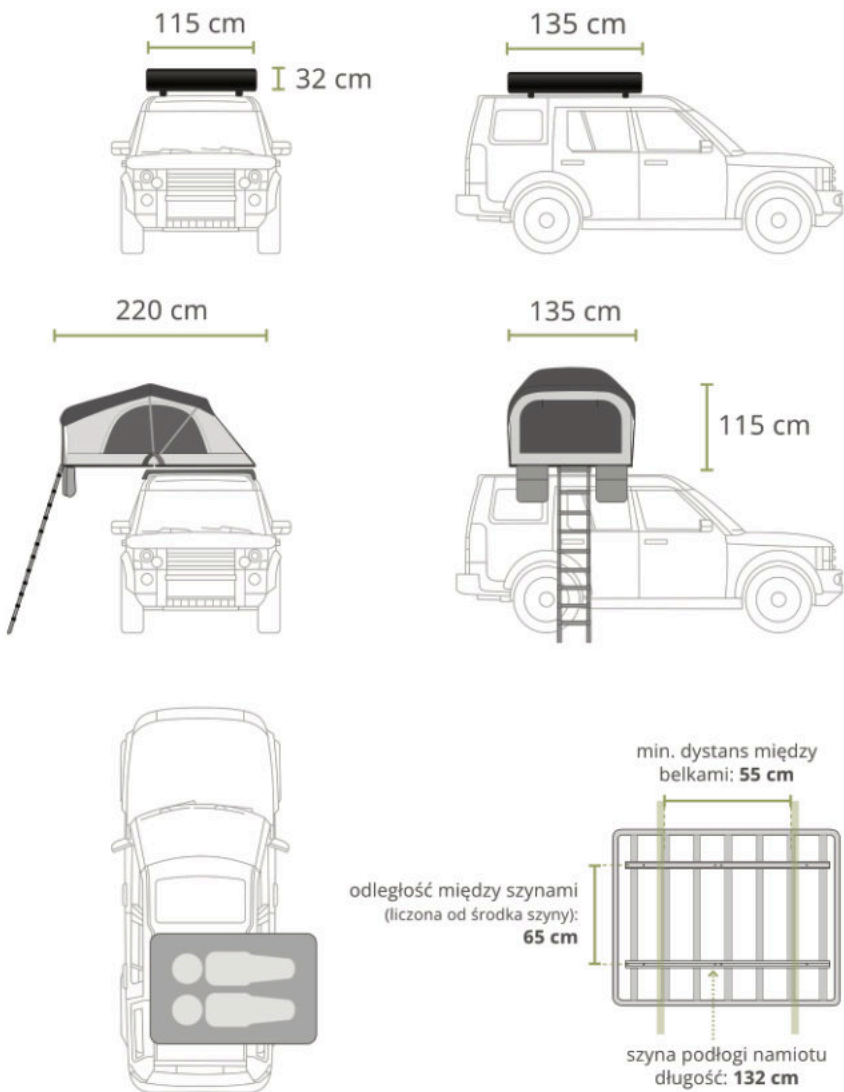 115 cm
32 cm
135 cm
220 cm
135 cm
115 cm
min. dystans między
belkami: 55 cm
odległość między szynami
(liczona od środka szyny):
65 cm
szyna podłogi namiotu
długość: 132 cm